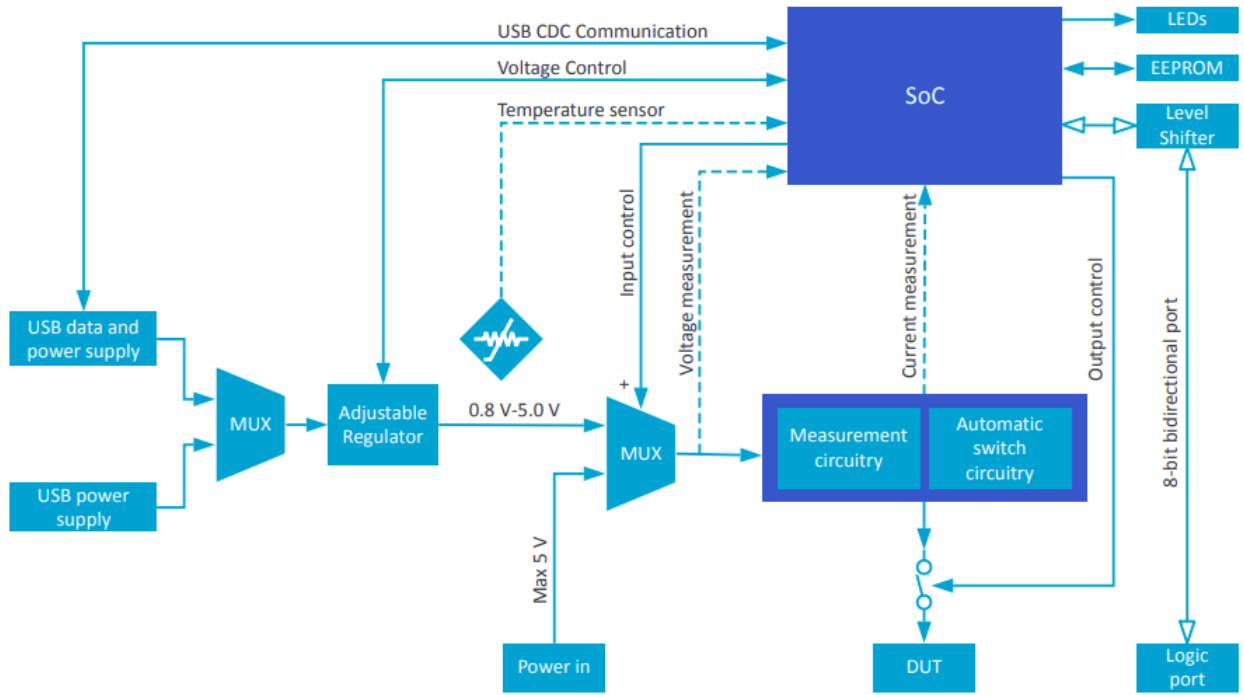 LEDs
USB CDC Communication
Voltage Control
EEPROM
SoC
Temperature sensor
Level
Shifter
Input control
Voltage measurement
Current measurement
Output control
8-bit bidirectional port
USB data and
power supply
+
MUX
Adjustable
Regulator
0.8 V-5.0 V
MUX
Measurement
circuitry
Automatic
switch
circuitry
USB power
supply
Max 5 V
Power in
DUT
Logic
port